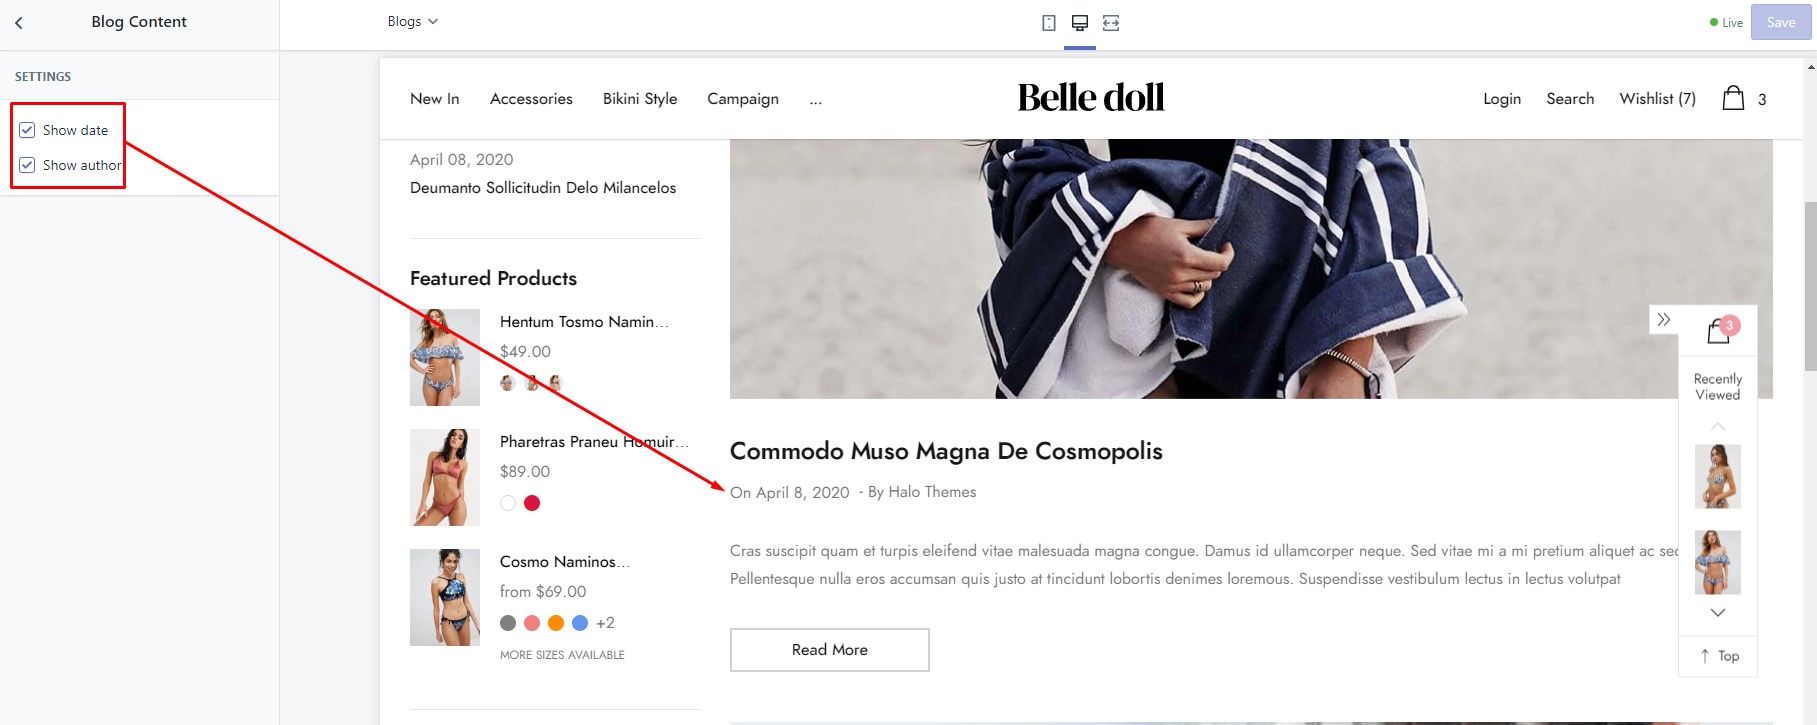 Blog Content
Blogs
Live
Save
SETTINGS
Show date
Show author
New In Accessories Bikini Style Campaign ...
Belle doll
Login Search Wishlist (7) 3
April 08, 2020
Deumanto Sollicitudin Delo Milancelos
Featured Products
Hentum Tosmo Namin...
$49.00
Pharetras Praneu Homuir...
$89.00
Cosmo Naminos...
from $69.00
+2
MORE SIZES AVAILABLE
Commodo Muso Magna De Cosmopolis
On April 8, 2020 - By Halo Themes
Cras suscipit quam et turpis eleifend vitae malesuada magna congue. Damus id ullamcorper neque. Sed vitae mi a mi pretium aliquet ac sec
Pellentesque nulla eros accumsan quis justo at tincidunt lobortis denimes loremous. Suspendisse vestibulum lectus in lectus volutpat
Read More
3
Recently
Viewed
Top